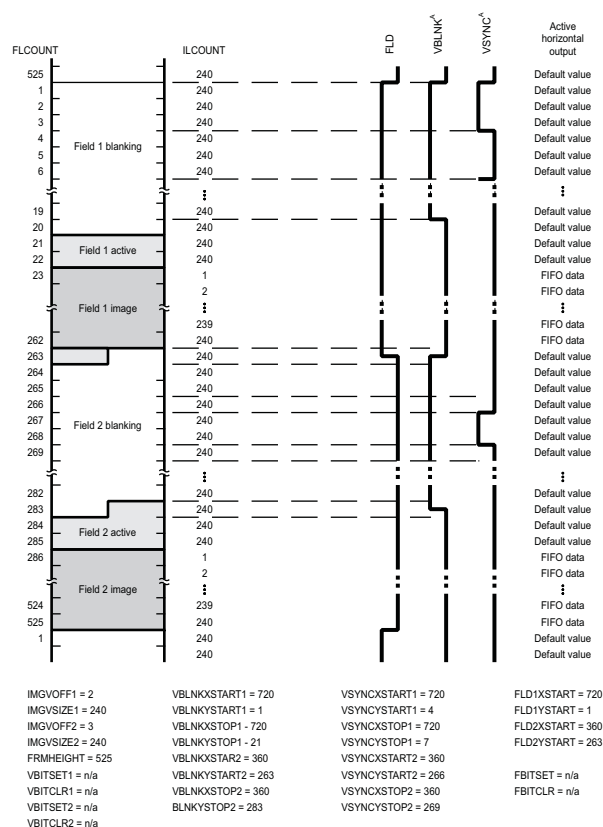 Active
horizontal
output
FLCOUNT ILCOUNT FLD VBLNKᴬ VSYNCᴬ
525 240 Default value
1 240 Default value
2 240 Default value
3 240 Default value
4 240 Default value
Field 1 blanking
5 240 Default value
6 240 Default value
19 240 Default value
20 240 Default value
21 Field 1 active 240 Default value
22 240 Default value
23 1 FIFO data
2 FIFO data
Field 1 image
239 FIFO data
262 240 FIFO data
263 240 Default value
264 240 Default value
265 240 Default value
266 240 Default value
Field 2 blanking
267 240 Default value
268 240 Default value
269 240 Default value
282 240 Default value
283 240 Default value
284 240 Default value
Field 2 active
285 240 Default value
286 1 FIFO data
2 FIFO data
Field 2 image
524 239 FIFO data
525 240 FIFO data
1 240 Default value
240 Default value
IMGVOFF1 = 2 VBLNKXSTART1 = 720 VSYNCXSTART1 = 720 FLD1XSTART = 720
IMGVSIZE1 = 240 VBLNKYSTART1 = 1 VSYNCYSTART1 = 4 FLD1YSTART = 1
IMGVOFF2 = 3 VBLNKXSTOP1 - 720 VSYNCXSTOP1 = 720 FLD2XSTART = 360
IMGVSIZE2 = 240 VBLNKYSTOP1 - 21 VSYNCYSTOP1 = 7 FLD2YSTART = 263
FRMHEIGHT = 525 VBLNKXSTAR2 = 360 VSYNCXSTART2 = 360
VBITSET1 = n/a VBLNKYSTART2 = 263 VSYNCYSTART2 = 266 FBITSET = n/a
VBITCLR1 = n/a VBLNKXSTOP2 = 360 VSYNCXSTOP2 = 360 FBITCLR = n/a
VBITSET2 = n/a BLNKYSTOP2 = 283 VSYNCYSTOP2 = 269
VBITCLR2 = n/a